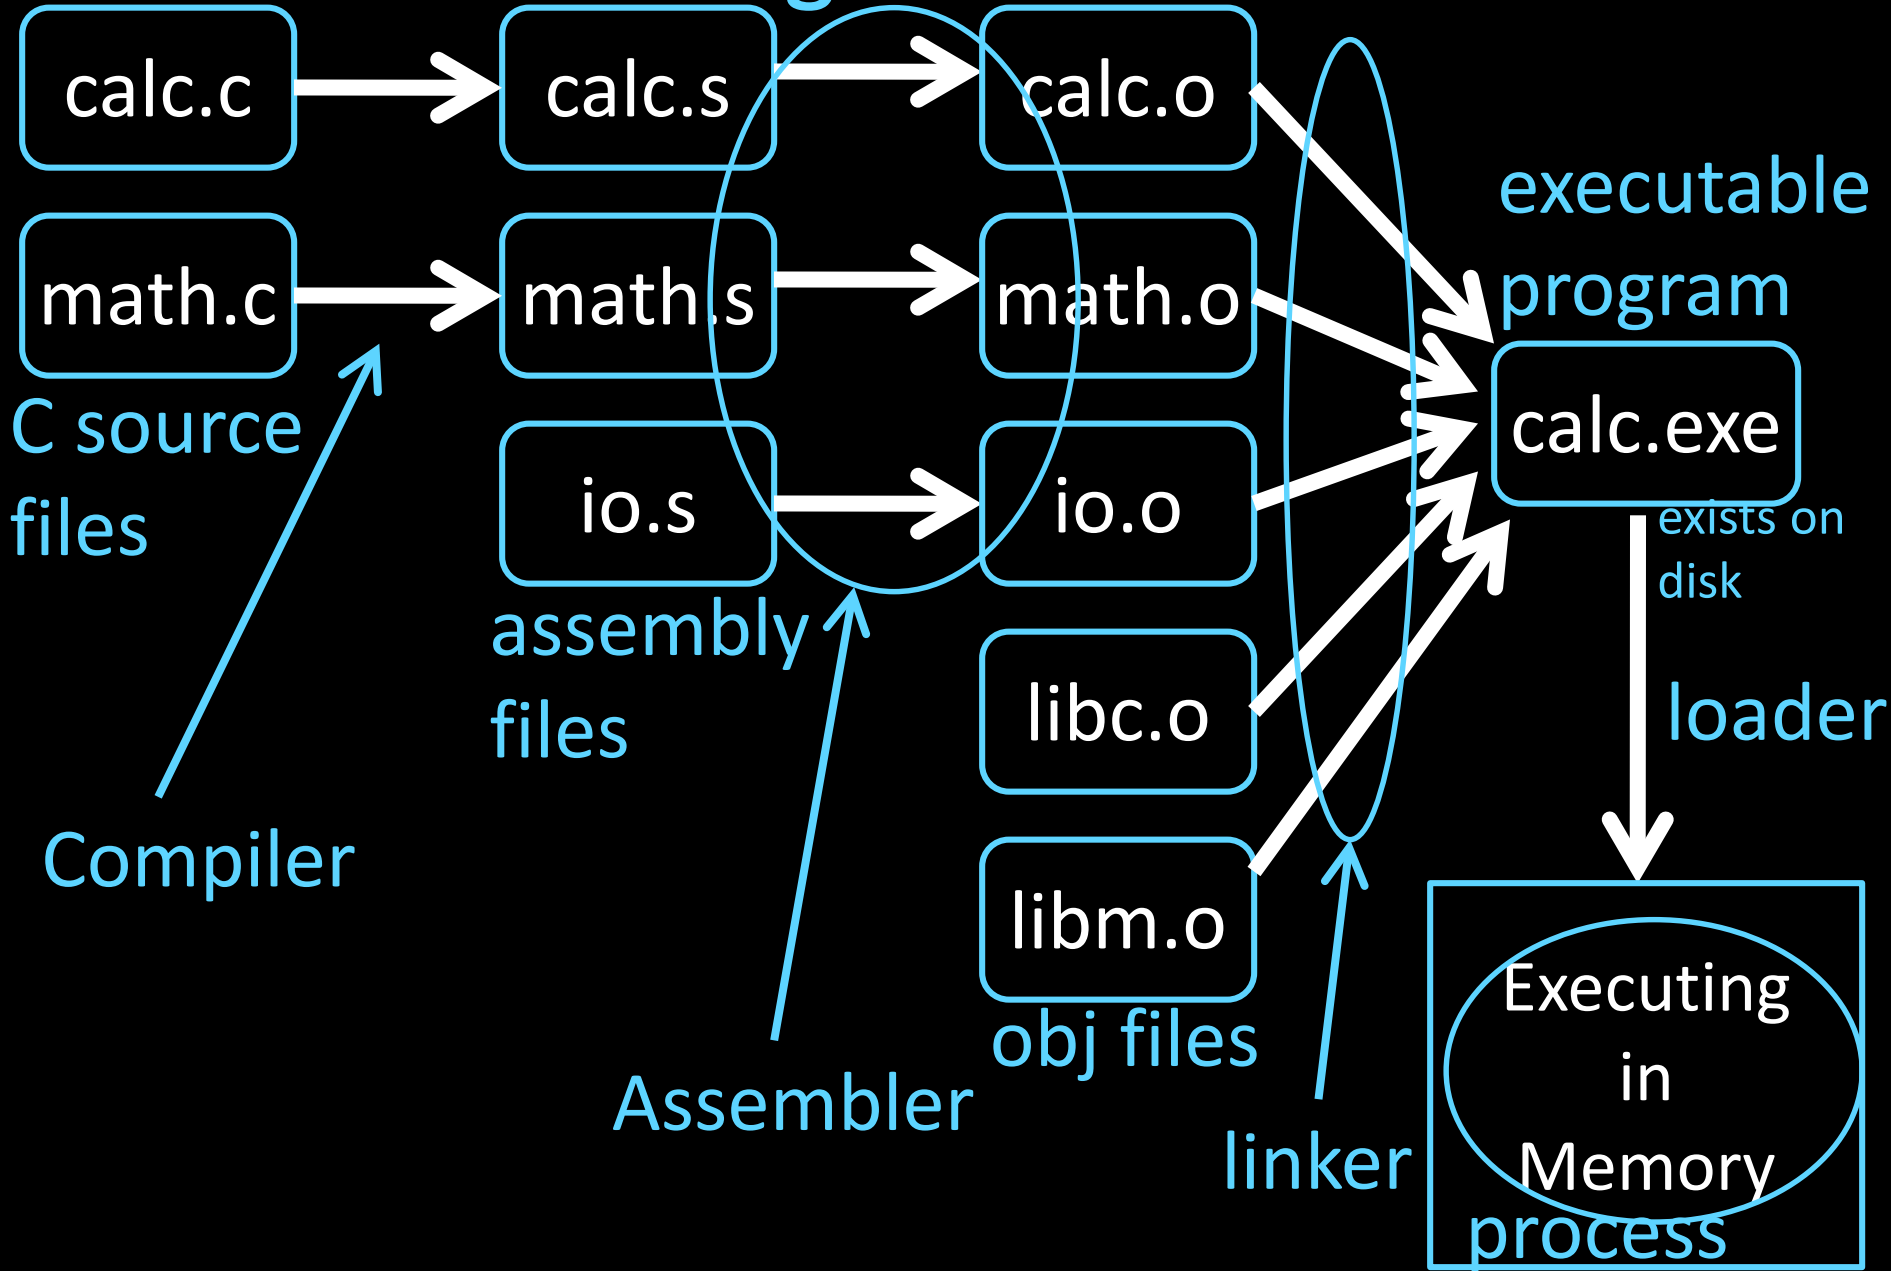 calc.c
calc.s
calc.o
math.c
math.s
math.o
executable
program
C source
files
io.s
io.o
calc.exe
exists on
disk
assembly
files
libc.o
loader
Compiler
libm.o
obj files
Assembler
linker
Executing
in
Memory
process